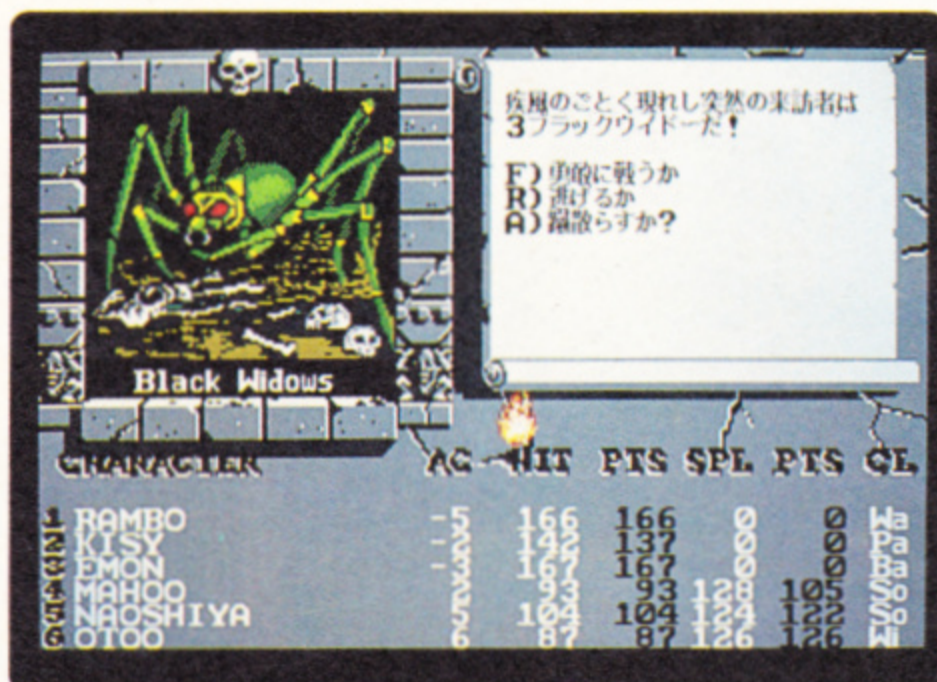 Black Widows
疾風のごとく現れし突然の来訪者は
3ブラックウイドーだ！
F) 勇敢に戦うか
R) 逃げるか
A) 蹴散らすか?
CHARACTER AC HIT PTS SPL PTS CL
1 RAMBO -5 166 166 0 0 Wa
2 KISY 142 137 0 0 Pa
3 EMON 167 167 0 0 Ba
4 MAHOO 93 93 128 105 So
5 NAOSHIYA 5 104 104 124 122 So
6 OTOO 6 87 87 126 126 Wi